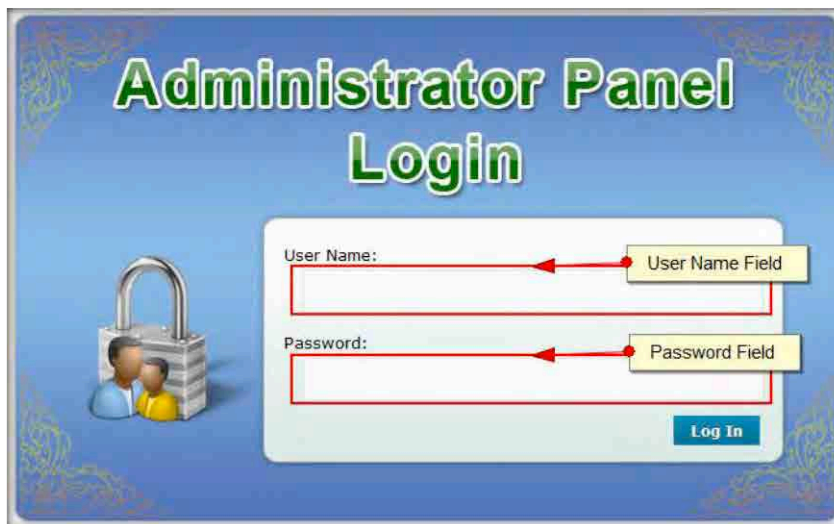 Administrator Panel
Login
User Name:
User Name Field
Password:
Password Field
Log In